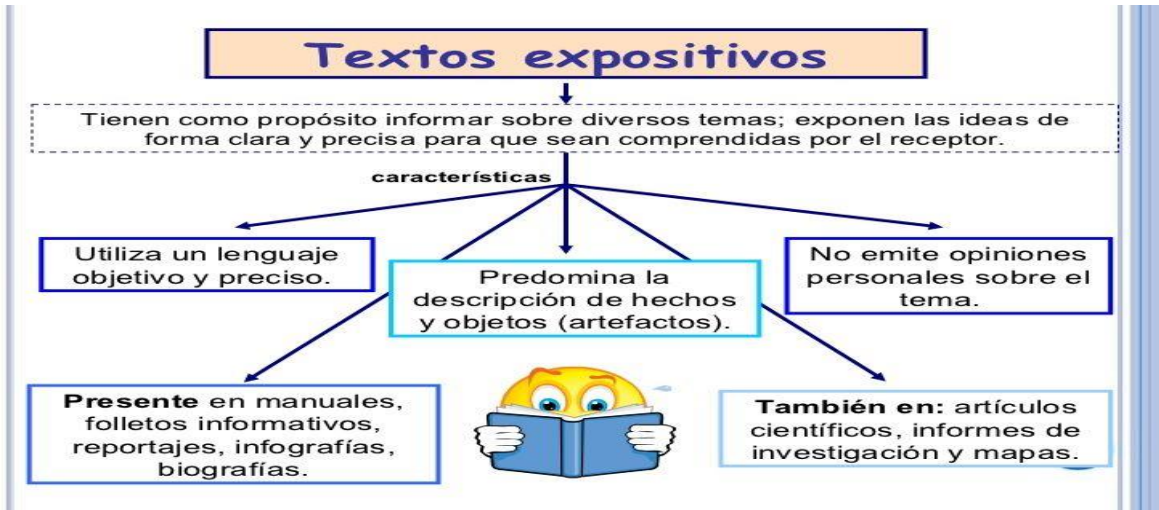 Textos expositivos
Tienen como propósito informar sobre diversos temas; exponen las ideas de
forma clara y precisa para que sean comprendidas por el receptor.
características
Utiliza un lenguaje
objetivo y preciso.
Predomina la
descripción de hechos
y objetos (artefactos).
No emite opiniones
personales sobre el
tema.
Presente en manuales,
folletos informativos,
reportajes, infografías,
biografías.
También en: artículos
científicos, informes de
investigación y mapas.